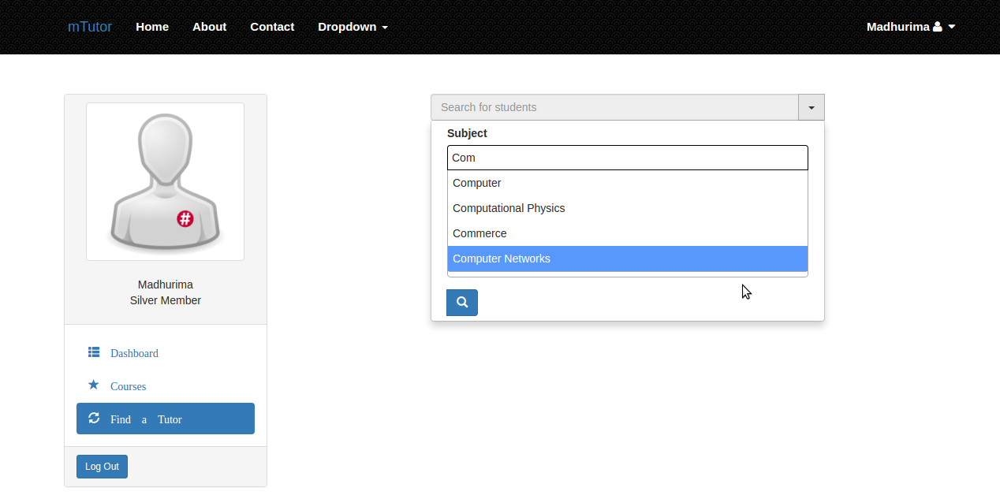 mTutor Home About Contact Dropdown Madhurima
Search for students
Subject
Com
Computer
Computational Physics
Commerce
Computer Networks
#
Madhurima
Silver Member
Dashboard
Courses
Find a Tutor
Log Out